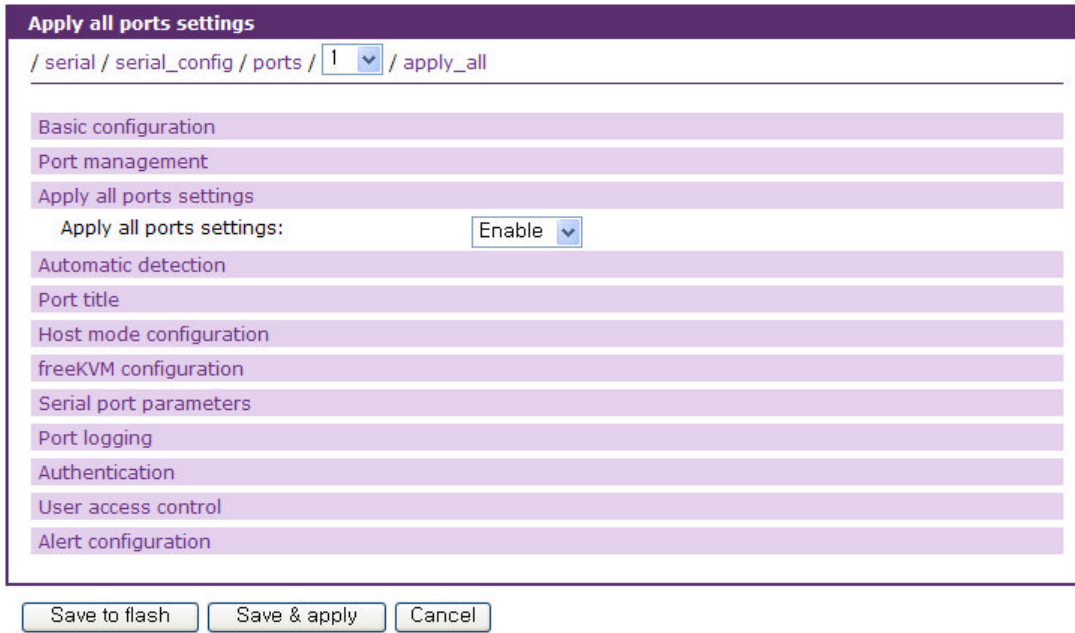 Apply all ports settings
/ serial / serial_config / ports / 1 / apply_all
Basic configuration
Port management
Apply all ports settings
Apply all ports settings: Enable
Automatic detection
Port title
Host mode configuration
freeKVM configuration
Serial port parameters
Port logging
Authentication
User access control
Alert configuration
Save to flash Save & apply Cancel